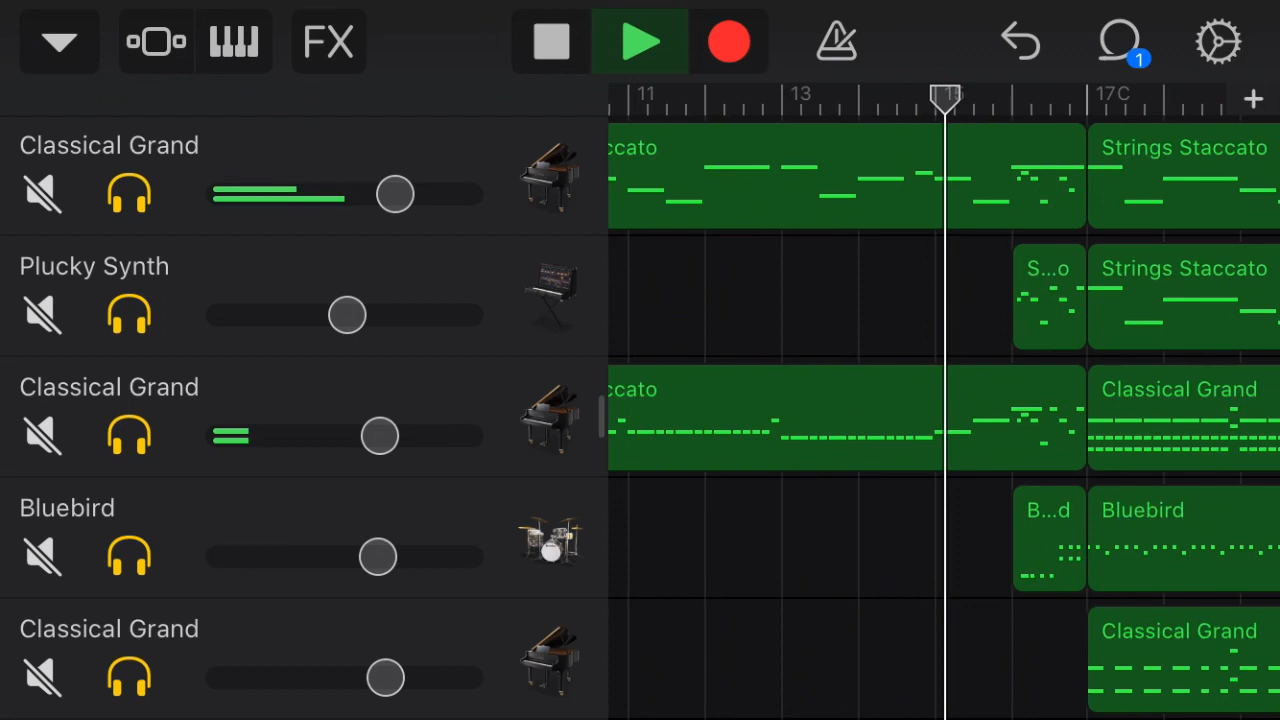 FX
1
11
13
15
17C
+
Classical Grand
ccato
Strings Staccato
Plucky Synth
S...o
Strings Staccato
Classical Grand
ccato
Classical Grand
Bluebird
B...d
Bluebird
Classical Grand
Classical Grand